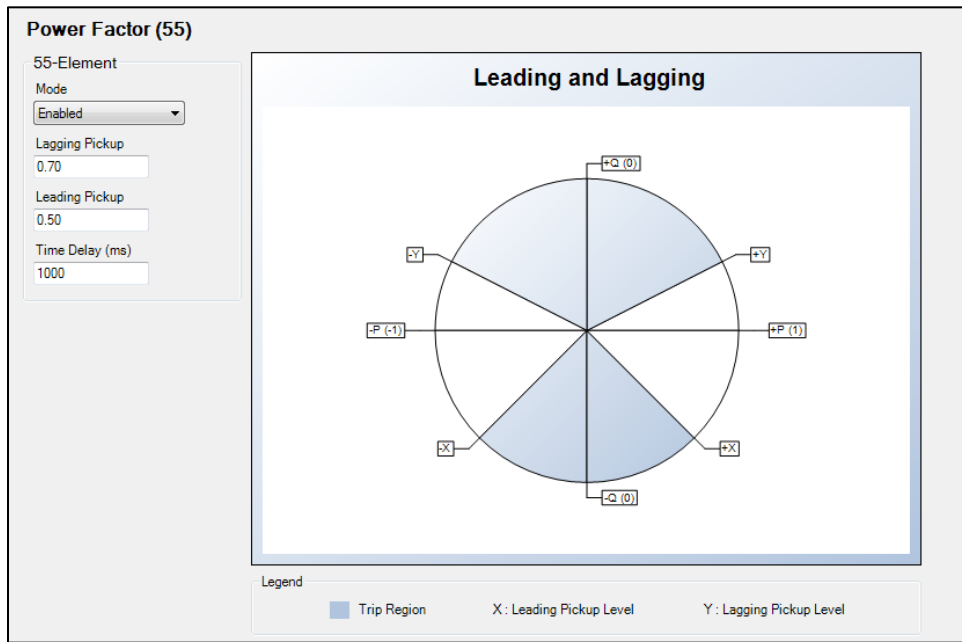 Power Factor (55)
55-Element
Mode
Enabled
Lagging Pickup
0.70
Leading Pickup
0.50
Time Delay (ms)
1000
Leading and Lagging
+Q (0)
-Y
+Y
-P (-1)
+P (1)
-X
+X
-Q (0)
Legend
Trip Region X : Leading Pickup Level Y : Lagging Pickup Level